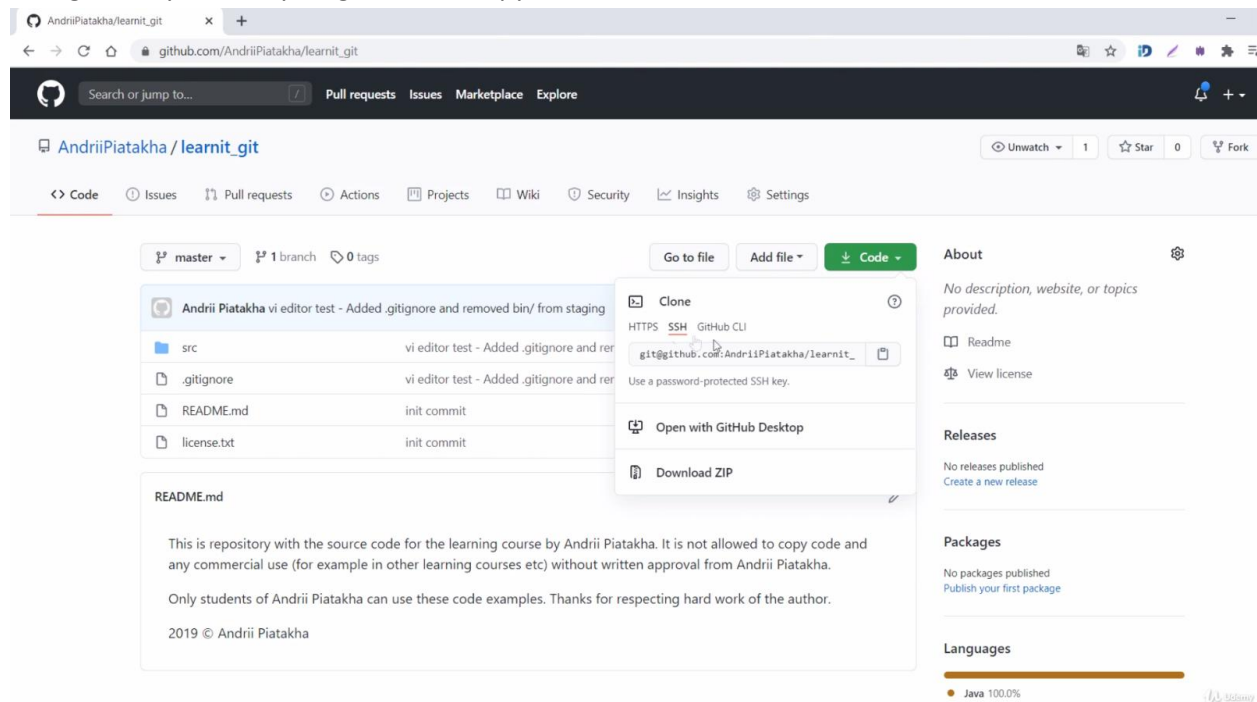 AndriiPiatakha/learnit_git
github.com/AndriiPiatakha/learnit_git
Search or jump to... / Pull requests Issues Marketplace Explore
AndriiPiatakha / learnit_git
Unwatch 1 Star 0 Fork
Code Issues Pull requests Actions Projects Wiki Security Insights Settings
master 1 branch 0 tags
Go to file Add file Code
Andrii Piatakha vi editor test - Added .gitignore and removed bin/ from staging
src vi editor test - Added .gitignore and rer
.gitignore vi editor test - Added .gitignore and rer
README.md init commit
license.txt init commit
Clone
HTTPS SSH GitHub CLI
git@github.com:AndriiPiatakha/learnit_
Use a password-protected SSH key.
Open with GitHub Desktop
Download ZIP
README.md
This is repository with the source code for the learning course by Andrii Piatakha. It is not allowed to copy code and
any commercial use (for example in other learning courses etc) without written approval from Andrii Piatakha.
Only students of Andrii Piatakha can use these code examples. Thanks for respecting hard work of the author.
2019 © Andrii Piatakha
About
No description, website, or topics
provided.
Readme
View license
Releases
No releases published
Create a new release
Packages
No packages published
Publish your first package
Languages
Java 100.0%
Udemy